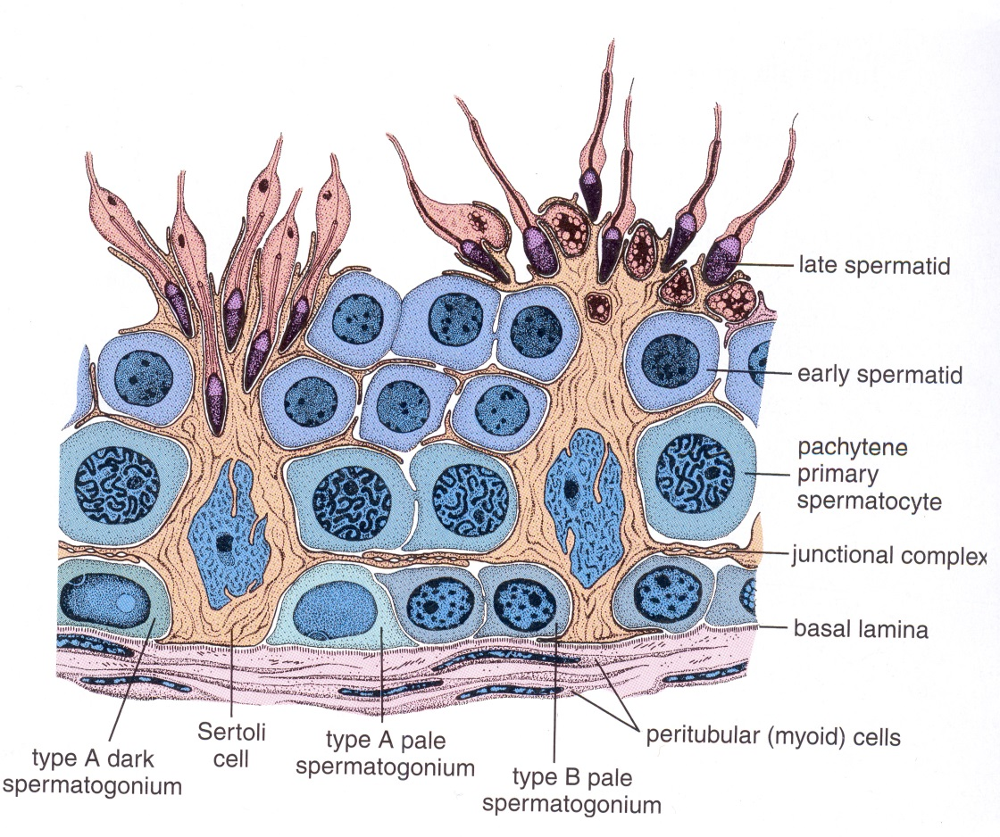 late spermatid
early spermatid
pachytene
primary
spermatocyte
junctional complex
basal lamina
peritubular (myoid) cells
type A dark
spermatogonium
Sertoli
cell
type A pale
spermatogonium
type B pale
spermatogonium